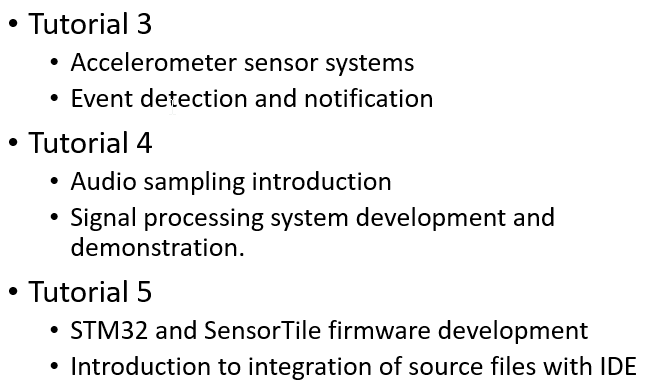 • Tutorial 3
• Accelerometer sensor systems
• Event detection and notification
• Tutorial 4
• Audio sampling introduction
• Signal processing system development and
demonstration.
• Tutorial 5
• STM32 and SensorTile firmware development
• Introduction to integration of source files with IDE